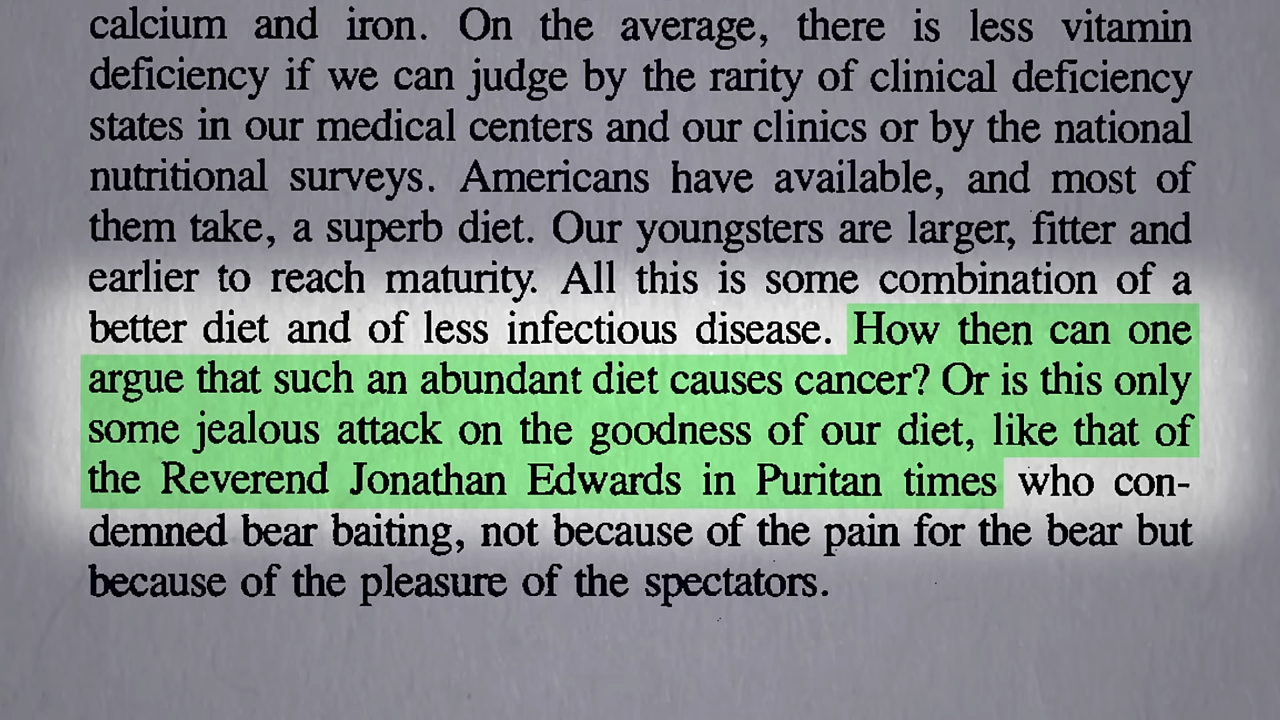 calcium and iron. On the average, there is less vitamin
deficiency if we can judge by the rarity of clinical deficiency
states in our medical centers and our clinics or by the national
nutritional surveys. Americans have available, and most of
them take, a superb diet. Our youngsters are larger, fitter and
earlier to reach maturity. All this is some combination of a
better diet and of less infectious disease. How then can one
argue that such an abundant diet causes cancer? Or is this only
some jealous attack on the goodness of our diet, like that of
the Reverend Jonathan Edwards in Puritan times who con-
demned bear baiting, not because of the pain for the bear but
because of the pleasure of the spectators.